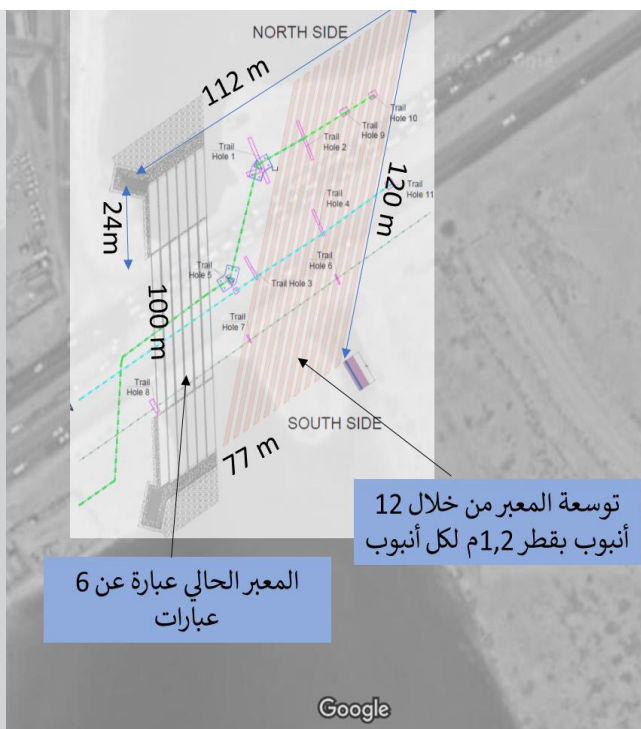 NORTH SIDE
112 m
Trail
Hole 10
Trail
Hole 9
Trail
Hole 1
Trail
Hole 2
24m
120 m
Trail
Hole 11
Trail
Hole 4
Trail
Hole 5
Trail
Hole 6
Trail Hole 3
100 m
Trail
Hole 7
Trail
Hole 8
SOUTH SIDE
77 m
توسعة المعبر من خلال 12
أنبوب بقطر 1,2م لكل أنبوب
المعبر الحالي عبارة عن 6
عبارات
Google